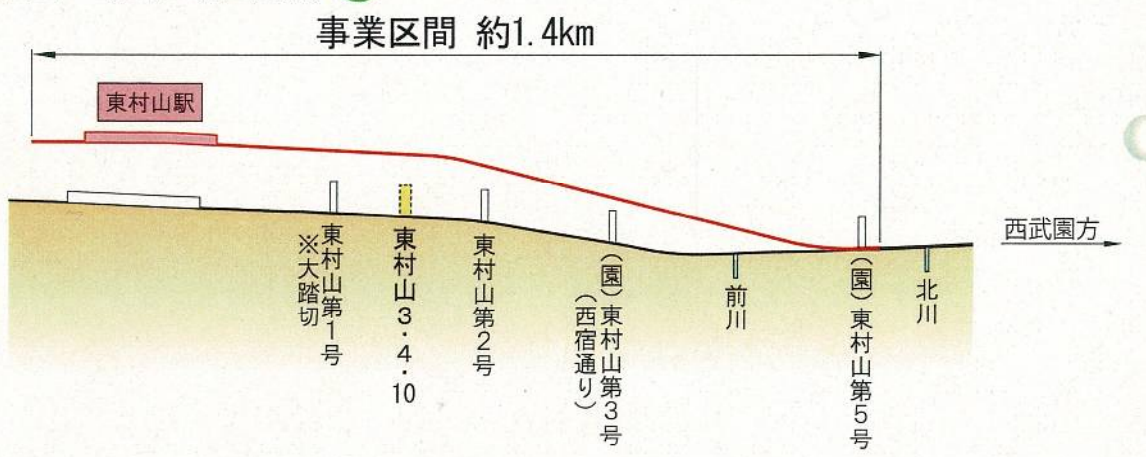 事業区間 約1.4km
東村山駅
西武園方
東村山第1号
※大踏切
東村山3・4・10
東村山第2号
(園)東村山第3号
(西宿通り)
前川
(園)東村山第5号
北川